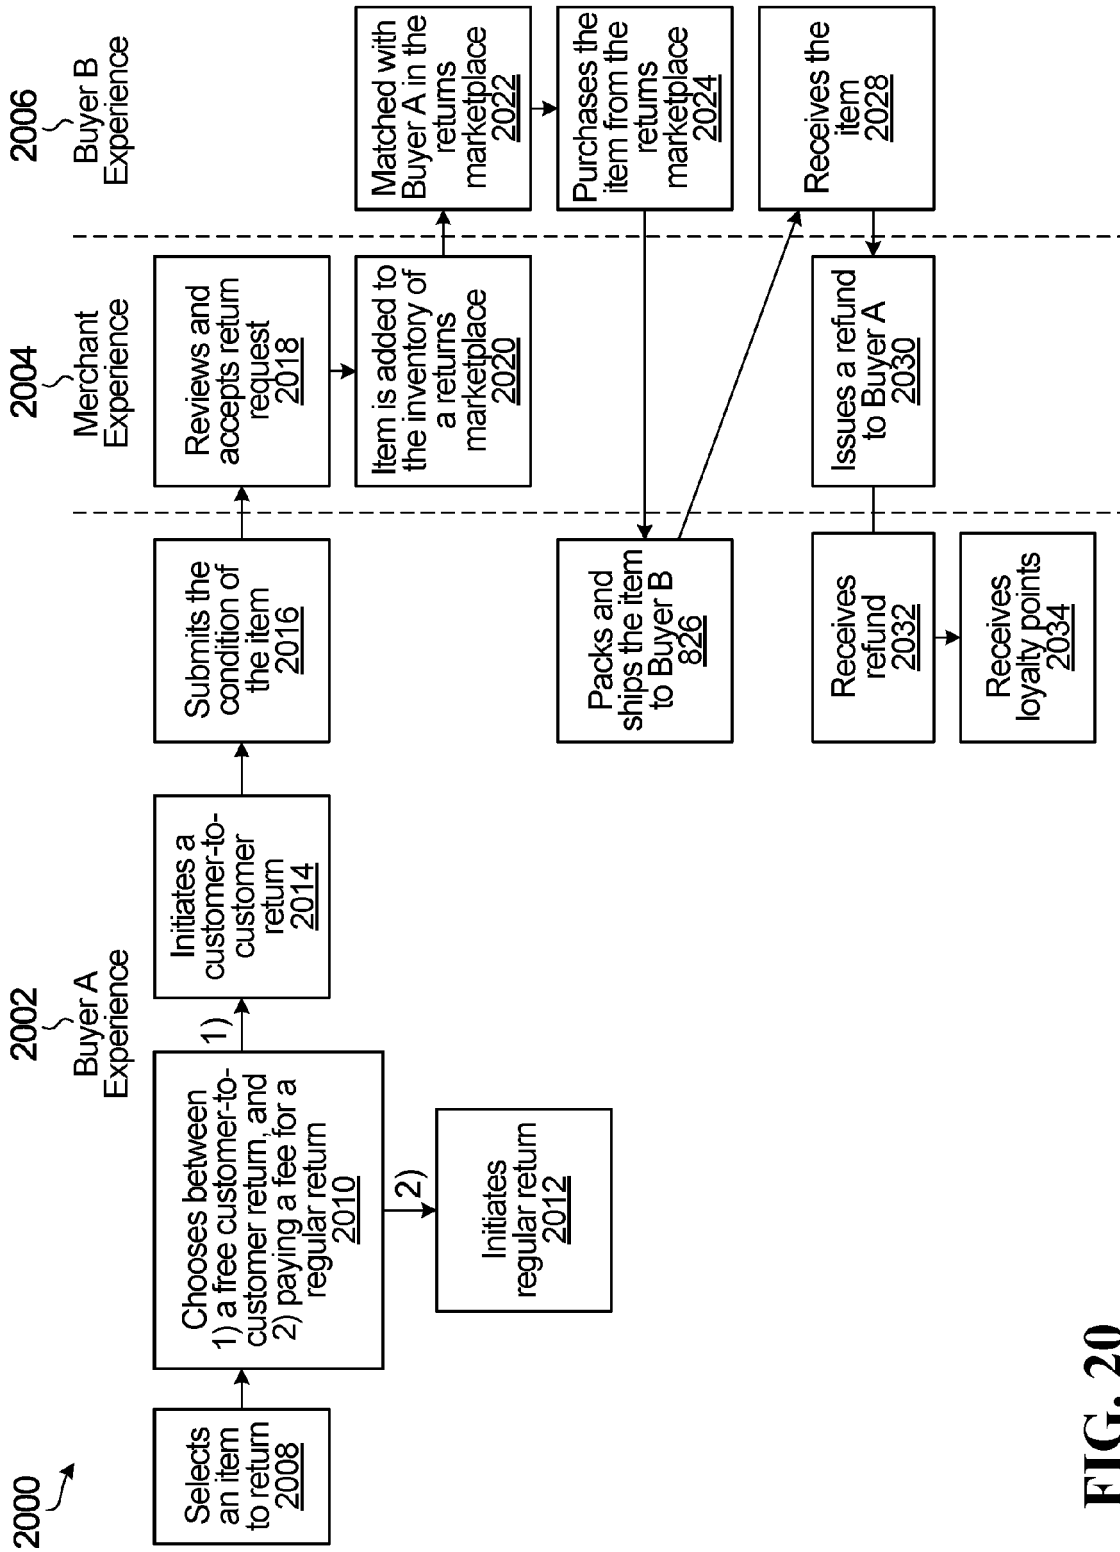 2000
2002
Buyer A
Experience
2004
Merchant
Experience
2006
Buyer B
Experience
Selects
an item
to return
2008
Chooses between
1) a free customer-to-
customer return, and
2) paying a fee for a
regular return
2010
1)
2)
Initiates
regular return
2012
Initiates a
customer-to-
customer
return
2014
Submits the
condition of
the item
2016
Reviews and
accepts return
request
2018
Item is added to
the inventory of
a returns
marketplace
2020
Matched with
Buyer A in the
returns
marketplace
2022
Purchases the
item from the
returns
marketplace
2024
Packs and
ships the item
to Buyer B
826
Receives the
item
2028
Issues a refund
to Buyer A
2030
Receives
refund
2032
Receives
loyalty points
2034
FIG. 20